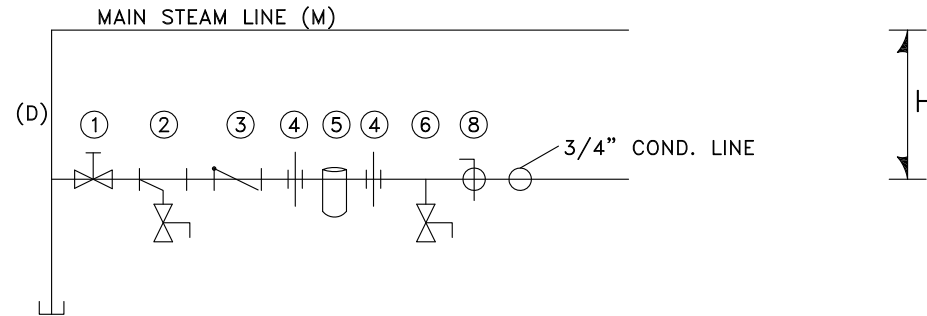 MAIN STEAM LINE (M)
(D)
1 2 3 4 5 4 6 8
3/4" COND. LINE
H